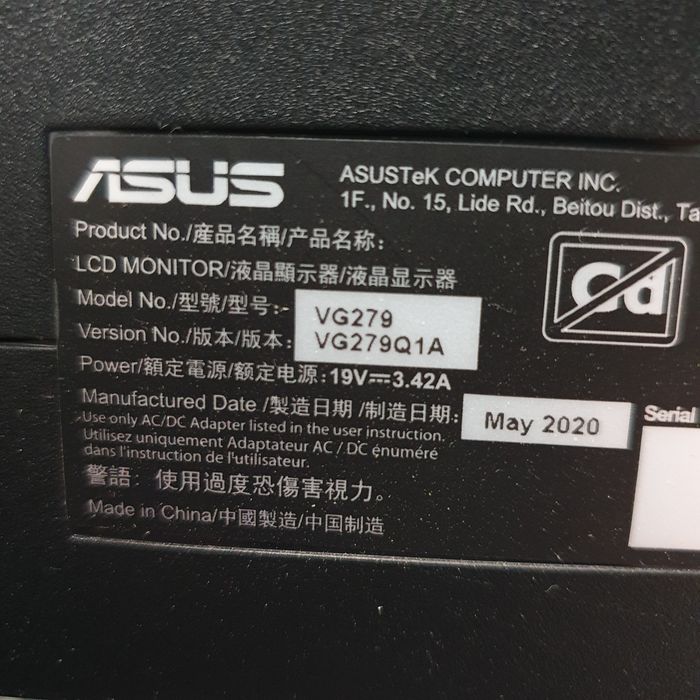 ASUS
ASUSTeK COMPUTER INC.
1F., No. 15, Lide Rd., Beitou Dist., Ta
Product No./產品名稱/产品名称:
LCD MONITOR/液晶顯示器/液晶显示器
Cd
Model No./型號/型号:- VG279
Version No./版本/版本: VG279Q1A
Power/額定電源/额定电源:19V⎓3.42A
Manufactured Date /製造日期 /制造日期: May 2020
Serial
Use only AC/DC Adapter listed in the user instruction.
Utilisez uniquement Adaptateur AC / DC énuméré
dans l'instruction de l'utilisateur.
警語: 使用過度恐傷害視力。
Made in China/中國製造/中国制造